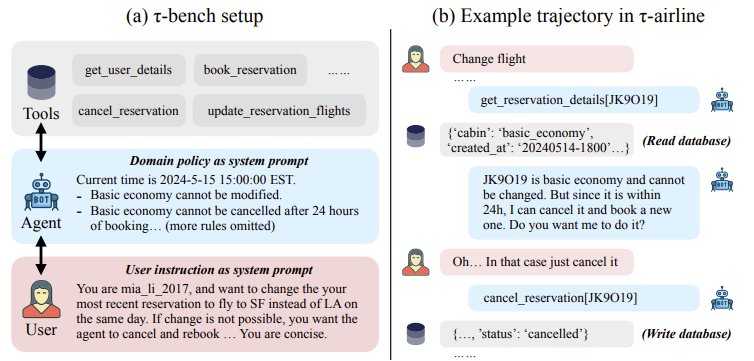 (a) τ-bench setup
get_user_details
book_reservation
... ...
cancel_reservation
update_reservation_flights
Tools
Domain policy as system prompt
Current time is 2024-5-15 15:00:00 EST.
- Basic economy cannot be modified.
- Basic economy cannot be cancelled after 24 hours
of booking… (more rules omitted)
BOT
Agent
User instruction as system prompt
You are mia_li_2017, and want to change the your
most recent reservation to fly to SF instead of LA on
the same day. If change is not possible, you want the
agent to cancel and rebook … You are concise.
User
(b) Example trajectory in τ-airline
Change flight
... ...
get_reservation_details[JK9O19]
BOT
{‘cabin’: ‘basic_economy’,
‘created_at’: ‘20240514-1800’…}
(Read database)
JK9O19 is basic economy and cannot
be changed. But since it is within
24h, I can cancel it and book a new
one. Do you want me to do it?
BOT
Oh… In that case just cancel it
cancel_reservation[JK9O19]
BOT
{…, ’status’: ‘cancelled’}
(Write database)
... ...